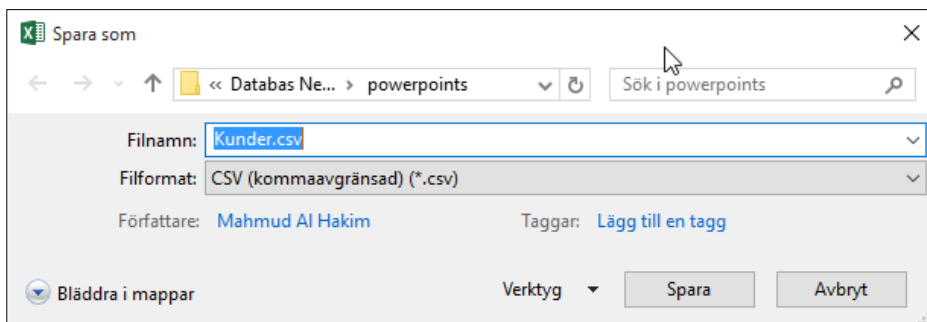 Spara som
« Databas Ne... › powerpoints Sök i powerpoints
Filnamn: Kunder.csv
Filformat: CSV (kommaavgränsad) (*.csv)
Författare: Mahmud Al Hakim Taggar: Lägg till en tagg
Bläddra i mappar Verktyg Spara Avbryt